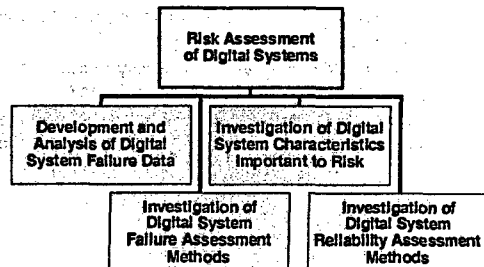 Risk Assessment
of Digital Systems
Development and
Analysis of Digital
System Failure Data
Investigation of Digital
System Characteristics
Important to Risk
Investigation of
Digital System
Failure Assessment
Methods
Investigation of
Digital System
Reliability Assessment
Methods